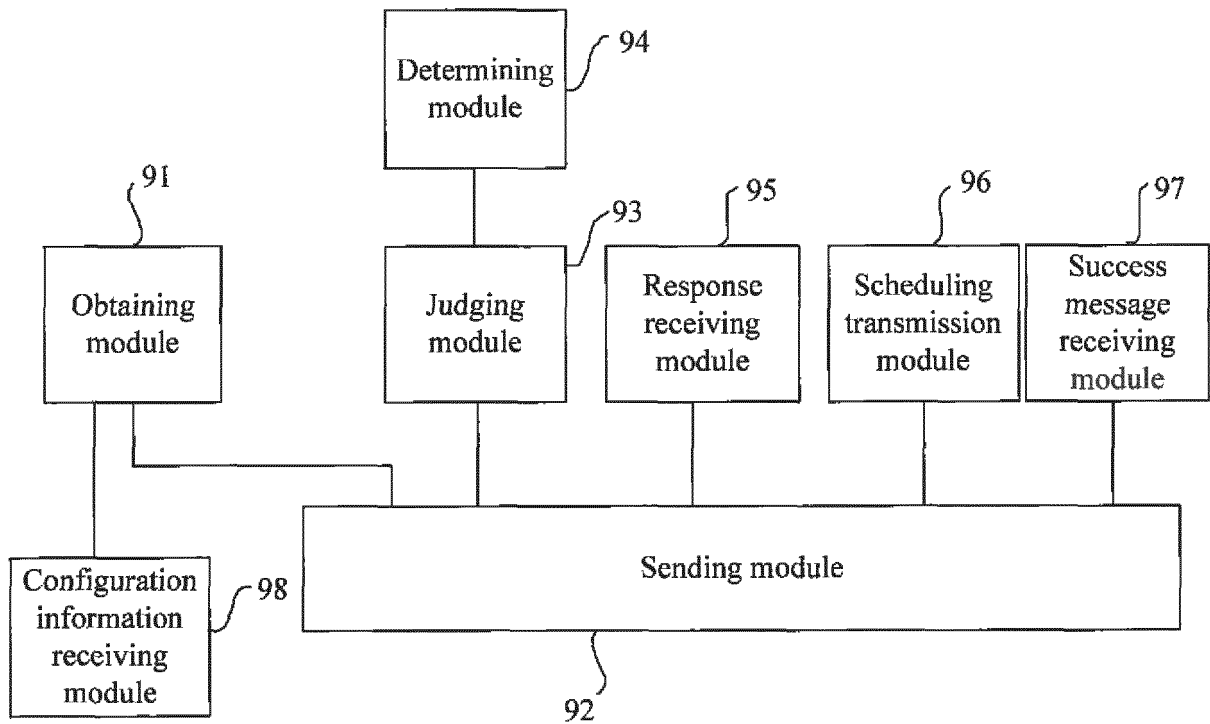 94
Determining
module
91
93
95
96
97
Obtaining
module
Judging
module
Response
receiving
module
Scheduling
transmission
module
Success
message
receiving
module
Configuration
information
receiving
module
98
Sending module
92